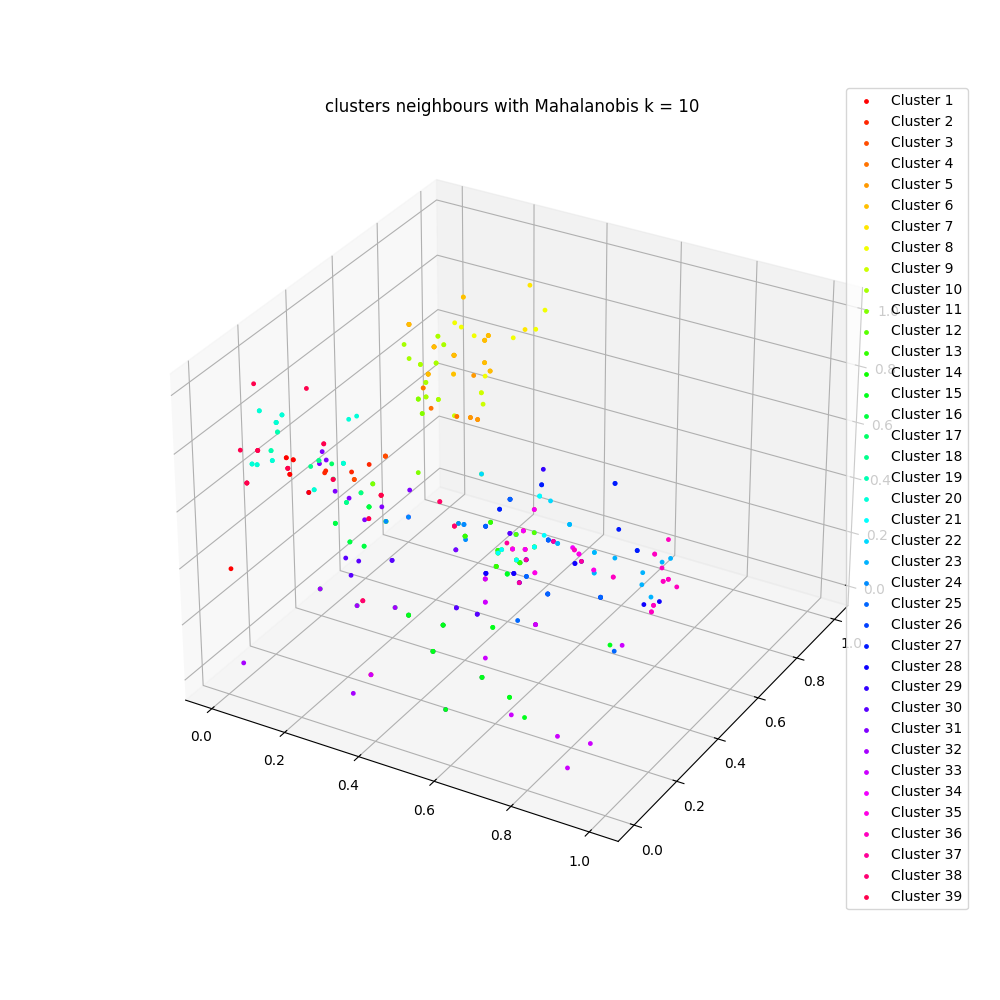 clusters neighbours with Mahalanobis k = 10
Cluster 1
Cluster 2
Cluster 3
Cluster 4
Cluster 5
Cluster 6
Cluster 7
Cluster 8
Cluster 9
Cluster 10
Cluster 11
Cluster 12
Cluster 13
Cluster 14
Cluster 15
Cluster 16
Cluster 17
Cluster 18
Cluster 19
Cluster 20
Cluster 21
Cluster 22
Cluster 23
Cluster 24
Cluster 25
Cluster 26
Cluster 27
Cluster 28
Cluster 29
Cluster 30
Cluster 31
Cluster 32
Cluster 33
Cluster 34
Cluster 35
Cluster 36
Cluster 37
Cluster 38
Cluster 39
1.0
0.8
0.6
0.4
0.2
0.0
1.0
0.8
0.6
0.4
0.2
0.0
0.0
0.2
0.4
0.6
0.8
1.0